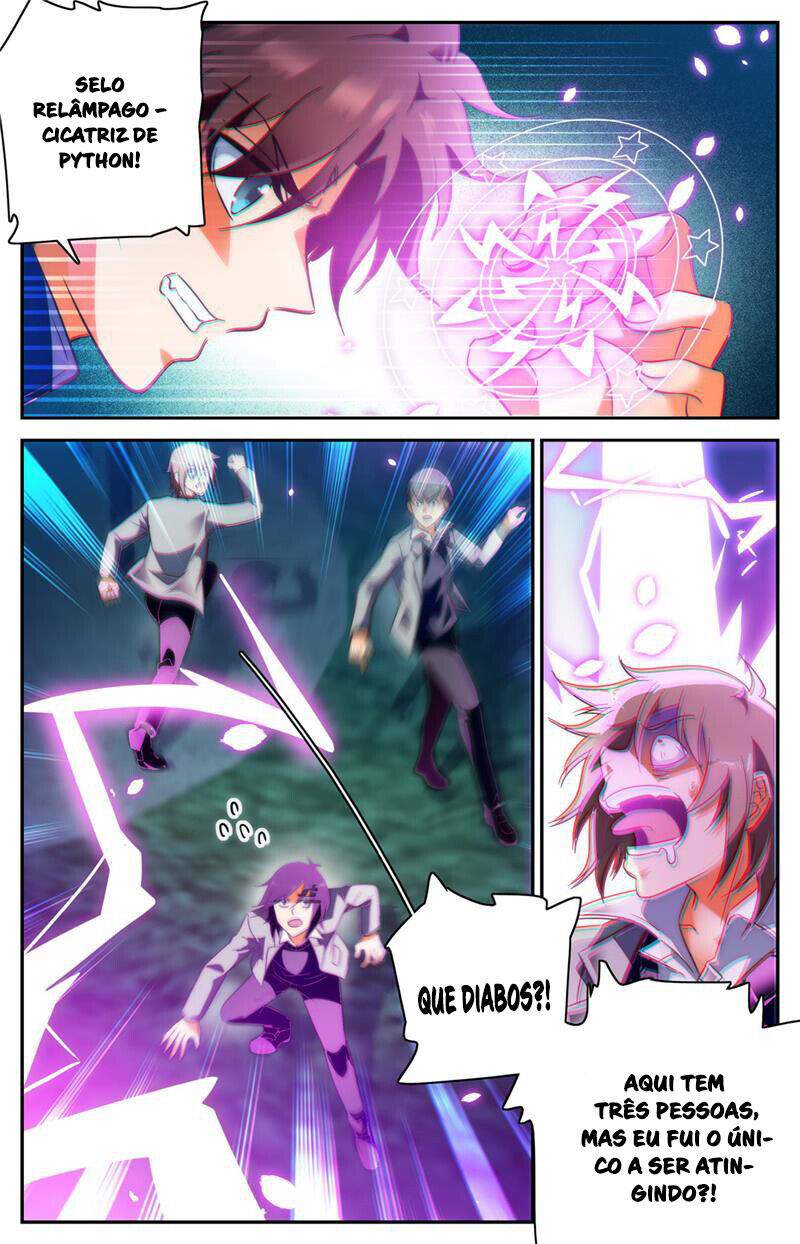 SELO
RELÂMPAGO –
CICATRIZ DE
PYTHON!
QUE DIABOS?!
AQUI TEM
TRÊS PESSOAS,
MAS EU FUI O ÚNI-
CO A SER ATIN-
GINDO?!